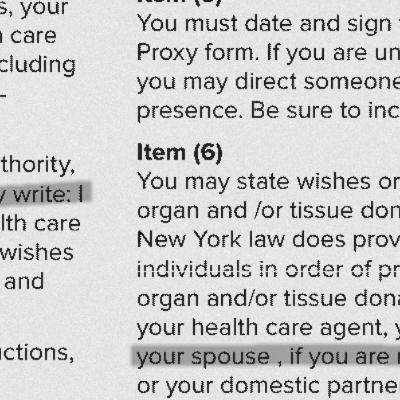 s, your
care
cluding
-
thority,
write: I
lth care
wishes
and
ctions,
You must date and sign
Proxy form. If you are un
you may direct someone
presence. Be sure to inc
Item (6)
You may state wishes or
organ and /or tissue don
New York law does prov
individuals in order of pr
organ and/or tissue dona
your health care agent,
your spouse , if you are
or your domestic partne